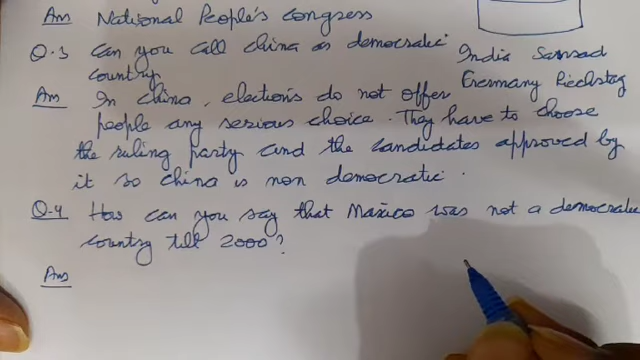 Ans National People's Congress
Q.3 Can you call China as democratic
country
India Sansad
Germany Riechstag
Ans In China, elections do not offer
people any serious choice. They have to choose
the ruling party and the candidates approved by
it so China is non democratic.
Q.4 How can you say that Maxico was not a democratic
country till 2000?
Ans